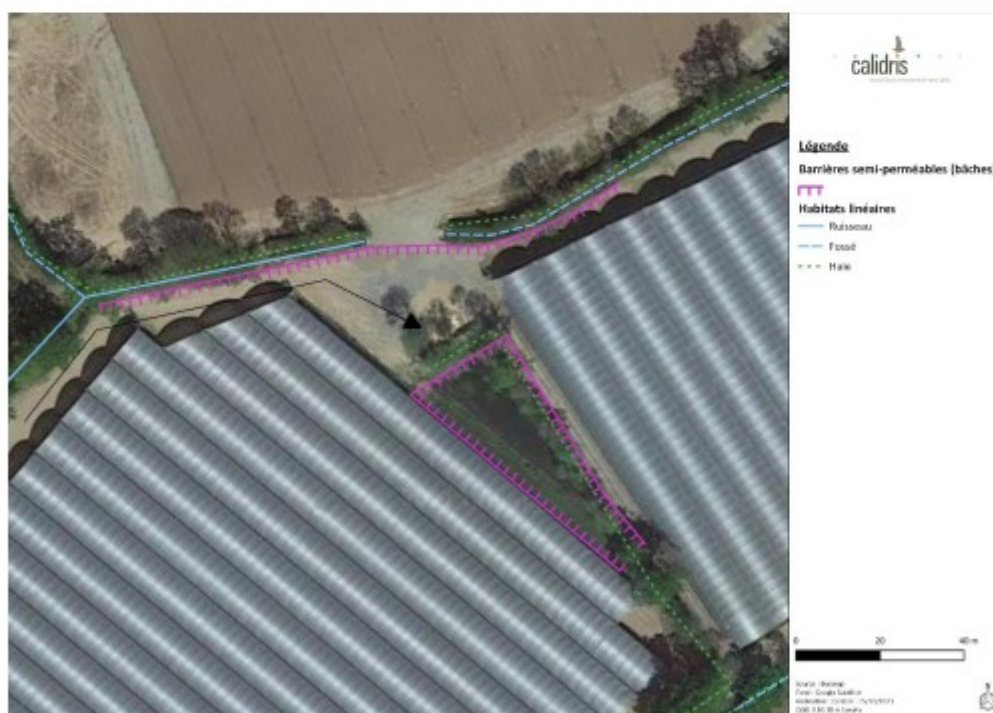 calidris
Légende
Barrières semi-perméables (bâches)
Habitats linéaires
Ruisseau
Fossé
Haie
0 20 40 m